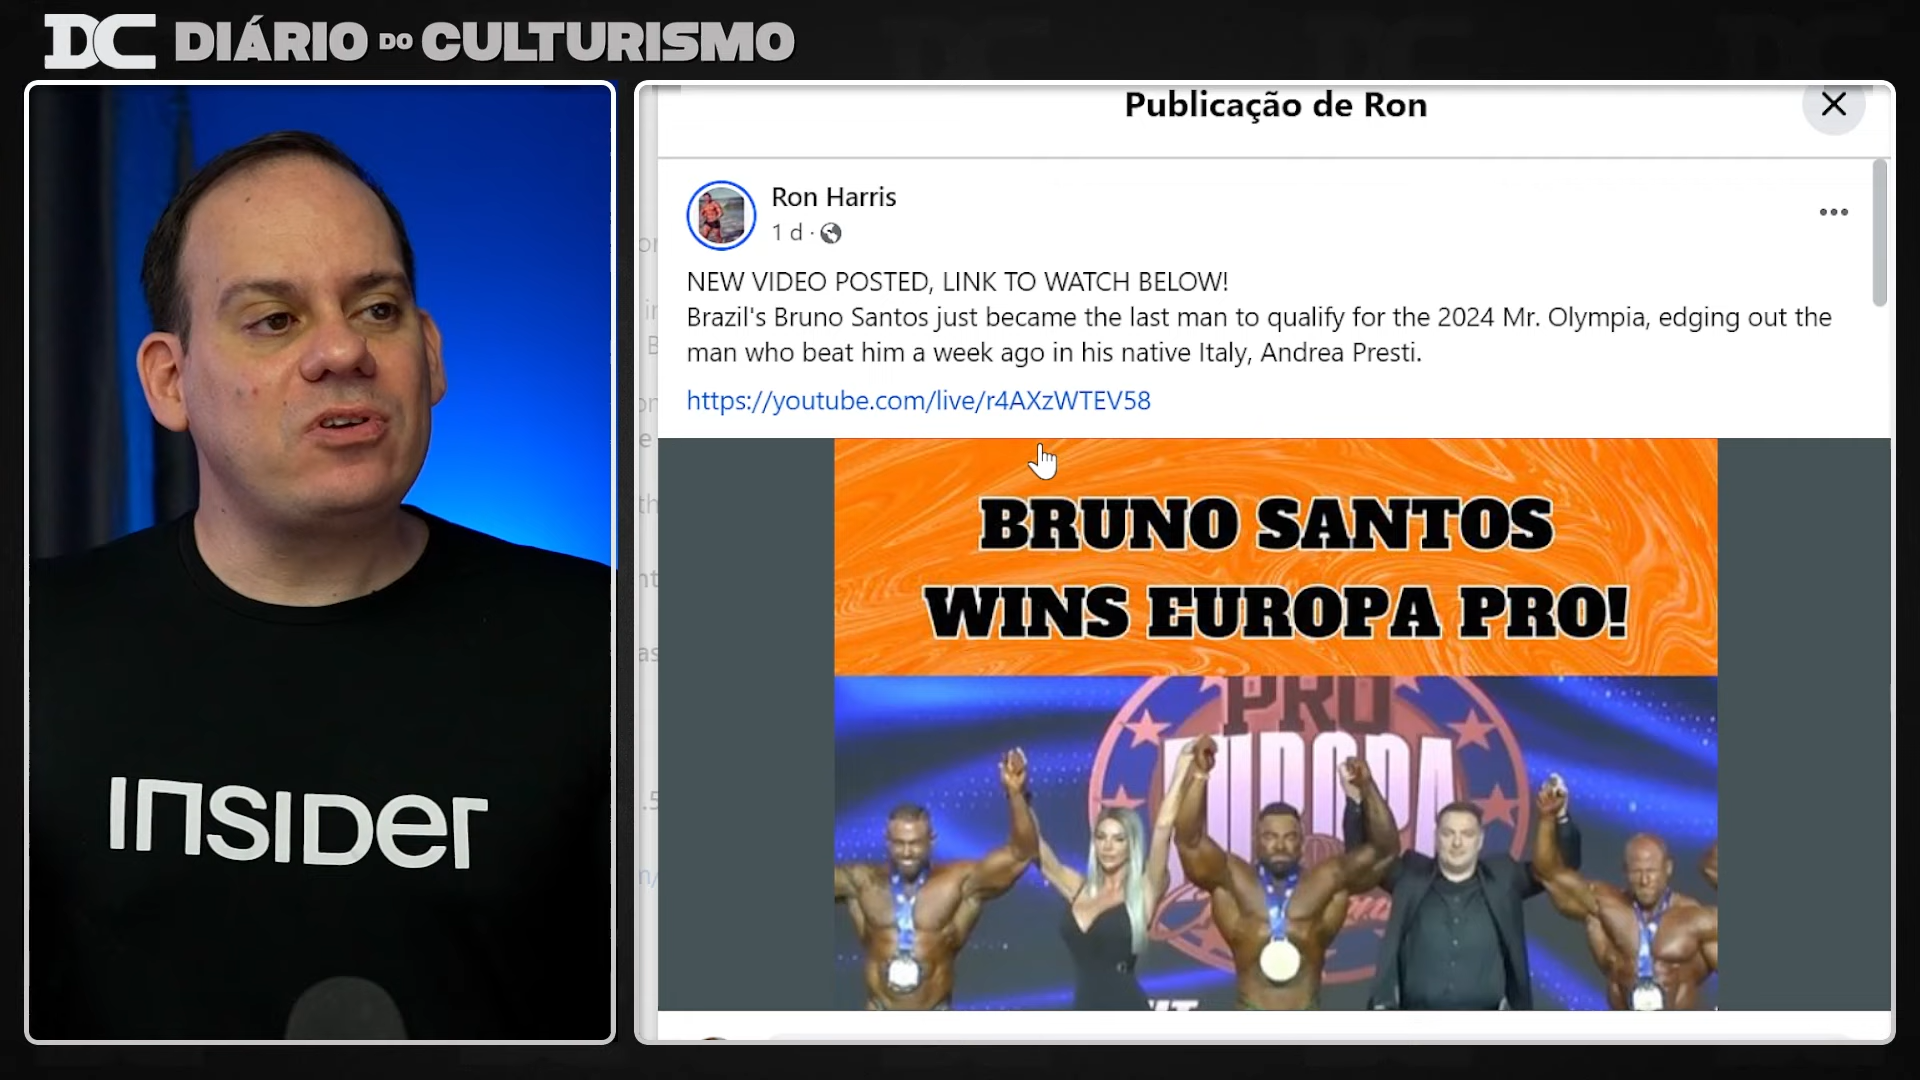 DC DIÁRIO DO CULTURISMO
Publicação de Ron
Ron Harris
1 d ·
NEW VIDEO POSTED, LINK TO WATCH BELOW!
Brazil's Bruno Santos just became the last man to qualify for the 2024 Mr. Olympia, edging out the
man who beat him a week ago in his native Italy, Andrea Presti.
https://youtube.com/live/r4AXzWTEV58
BRUNO SANTOS
WINS EUROPA PRO!
PRO
EUROPA
INSIDER